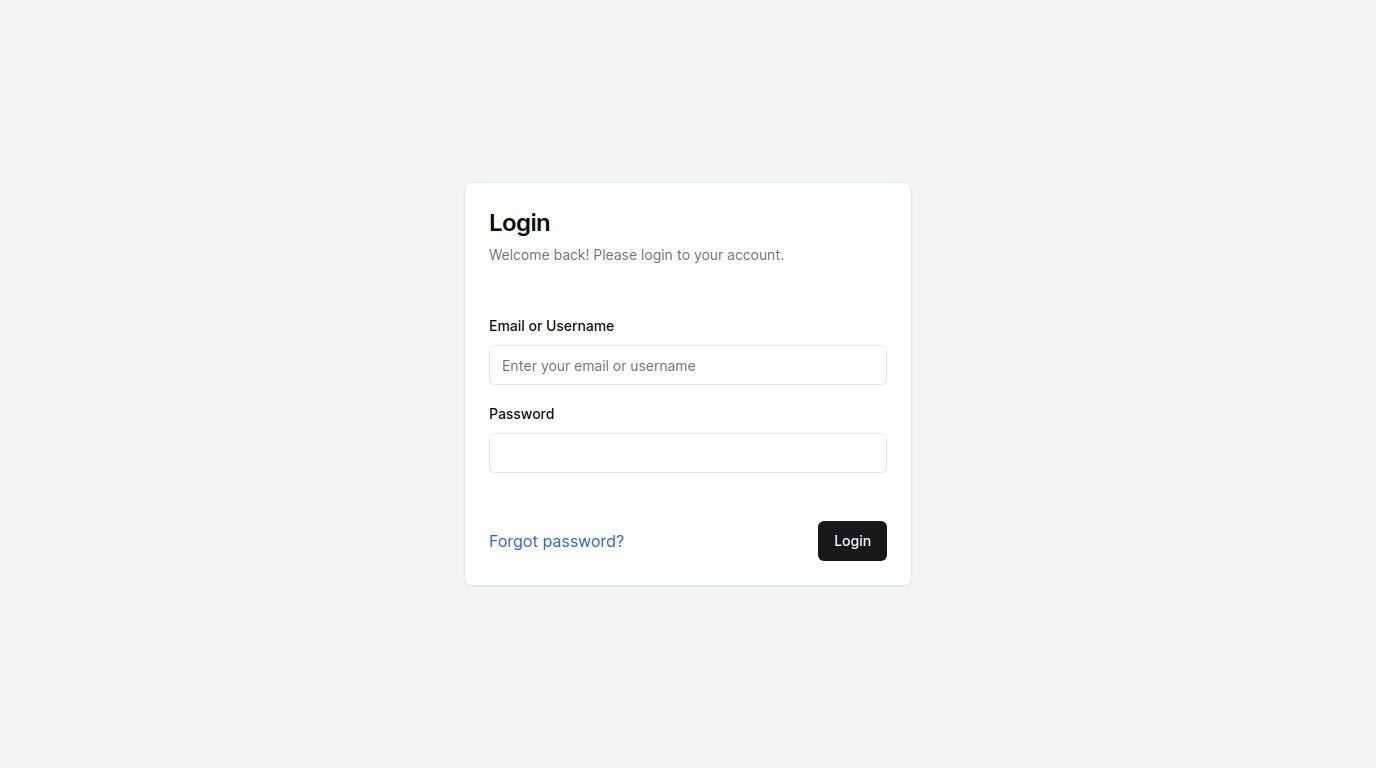 Login
Welcome back! Please login to your account.
Email or Username
Enter your email or username
Password
Forgot password?
Login